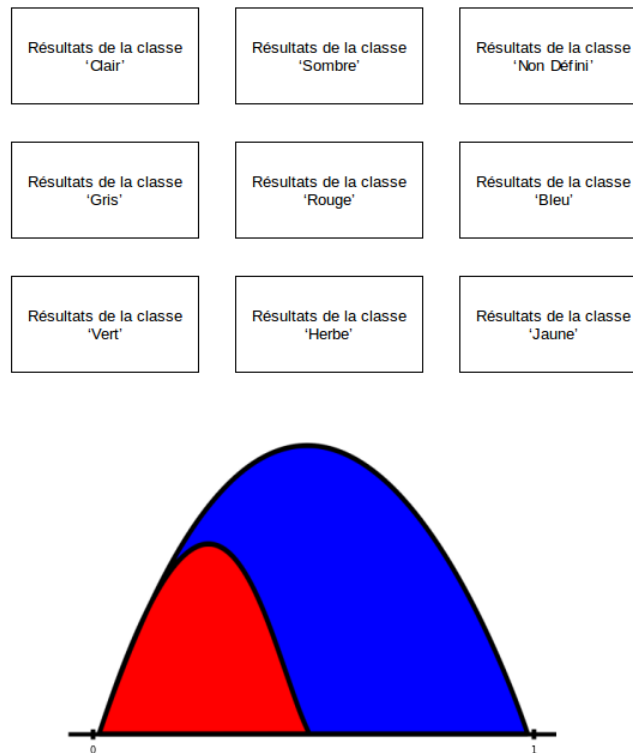 Résultats de la classe
‘Clair’
Résultats de la classe
‘Sombre’
Résultats de la classe
‘Non Défini’
Résultats de la classe
‘Gris’
Résultats de la classe
‘Rouge’
Résultats de la classe
‘Bleu’
Résultats de la classe
‘Vert’
Résultats de la classe
‘Herbe’
Résultats de la classe
‘Jaune’
0
1